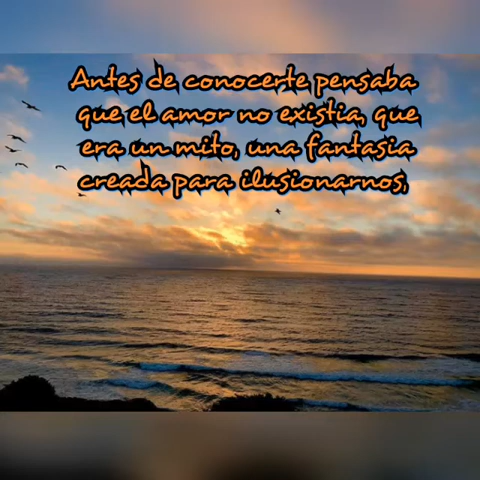 Antes de conocerte pensaba
que el amor no existia, que
era un mito, una fantasia
creada para ilusionarnos,